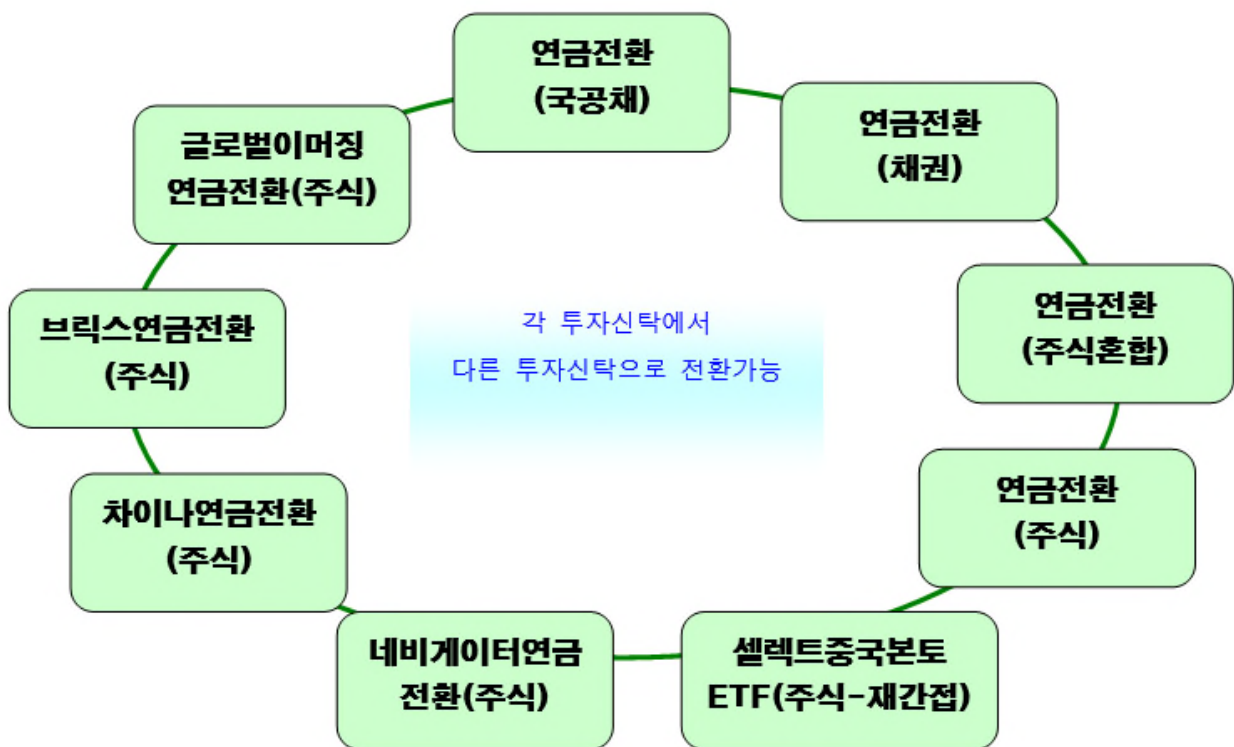 연금전환
(국공채)
연금전환
(채권)
글로벌이머징
연금전환(주식)
연금전환
(주식혼합)
브릭스연금전환
(주식)
각 투자신탁에서
다른 투자신탁으로 전환가능
연금전환
(주식)
차이나연금전환
(주식)
네비게이터연금
전환(주식)
셀렉트중국본토
ETF(주식-재간접)